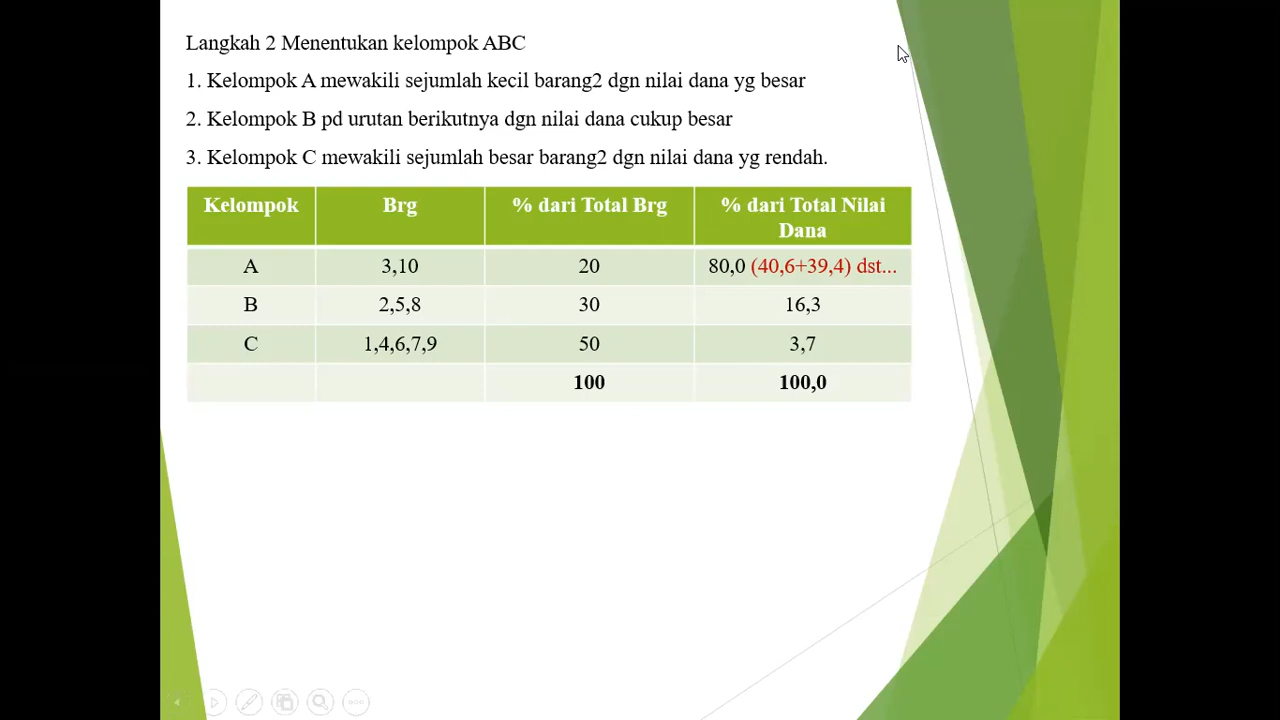 Langkah 2 Menentukan kelompok ABC
1. Kelompok A mewakili sejumlah kecil barang2 dgn nilai dana yg besar
2. Kelompok B pd urutan berikutnya dgn nilai dana cukup besar
3. Kelompok C mewakili sejumlah besar barang2 dgn nilai dana yg rendah.
Kelompok Brg % dari Total Brg % dari Total Nilai
Dana
A 3,10 20 80,0 (40,6+39,4) dst...
B 2,5,8 30 16,3
C 1,4,6,7,9 50 3,7
100 100,0